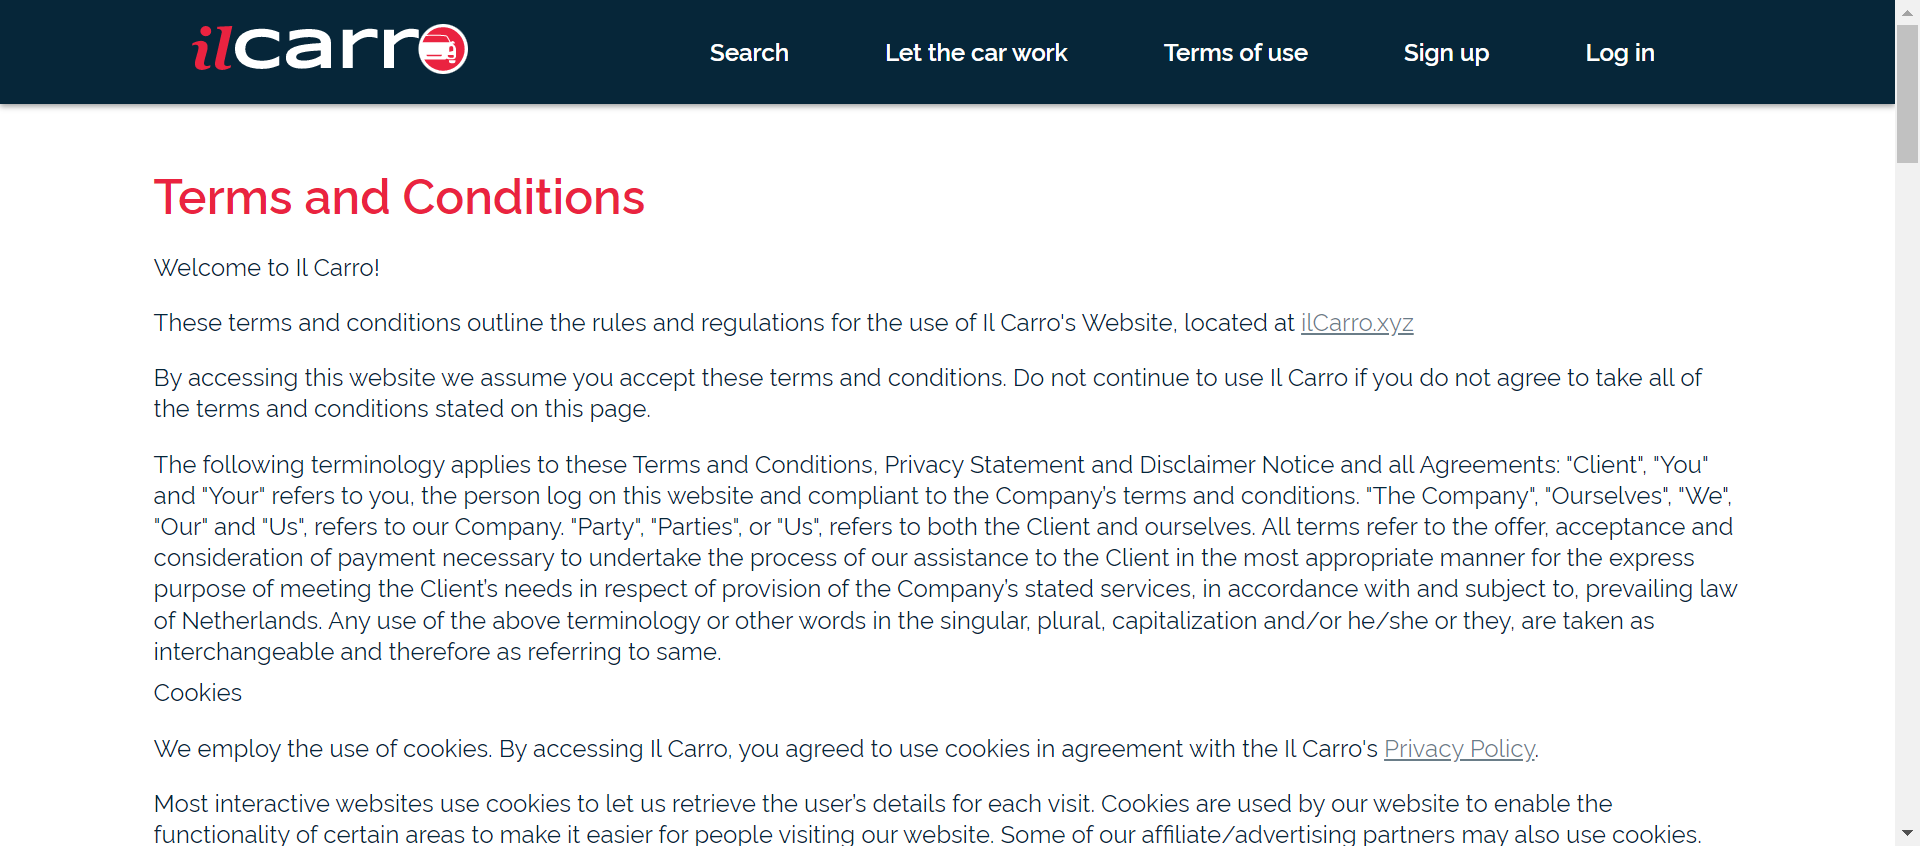 ilcarro
Search
Let the car work
Terms of use
Sign up
Log in
Terms and Conditions
Welcome to Il Carro!
These terms and conditions outline the rules and regulations for the use of Il Carro's Website, located at ilCarro.xyz
By accessing this website we assume you accept these terms and conditions. Do not continue to use Il Carro if you do not agree to take all of
the terms and conditions stated on this page.
The following terminology applies to these Terms and Conditions, Privacy Statement and Disclaimer Notice and all Agreements: "Client", "You"
and "Your" refers to you, the person log on this website and compliant to the Company’s terms and conditions. "The Company", "Ourselves", "We",
"Our" and "Us", refers to our Company. "Party", "Parties", or "Us", refers to both the Client and ourselves. All terms refer to the offer, acceptance and
consideration of payment necessary to undertake the process of our assistance to the Client in the most appropriate manner for the express
purpose of meeting the Client’s needs in respect of provision of the Company’s stated services, in accordance with and subject to, prevailing law
of Netherlands. Any use of the above terminology or other words in the singular, plural, capitalization and/or he/she or they, are taken as
interchangeable and therefore as referring to same.
Cookies
We employ the use of cookies. By accessing Il Carro, you agreed to use cookies in agreement with the Il Carro's Privacy Policy.
Most interactive websites use cookies to let us retrieve the user’s details for each visit. Cookies are used by our website to enable the
functionality of certain areas to make it easier for people visiting our website. Some of our affiliate/advertising partners may also use cookies.